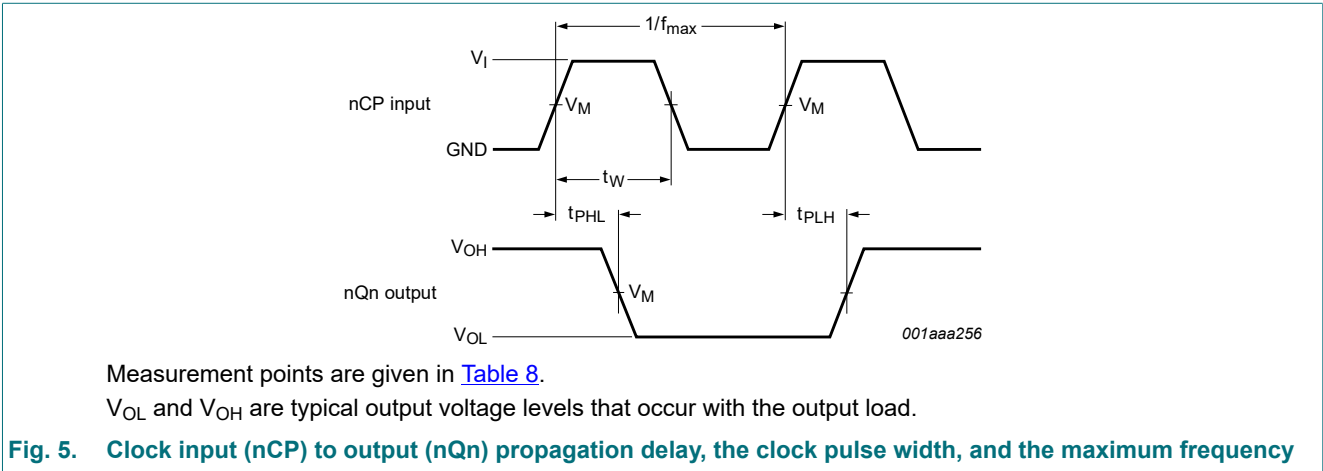 1/fmax
VI
nCP input
VM
VM
GND
tW
tPHL
tPLH
VOH
nQn output
VM
VOL
001aaa256
Measurement points are given in Table 8.
VOL and VOH are typical output voltage levels that occur with the output load.
Fig. 5. Clock input (nCP) to output (nQn) propagation delay, the clock pulse width, and the maximum frequency